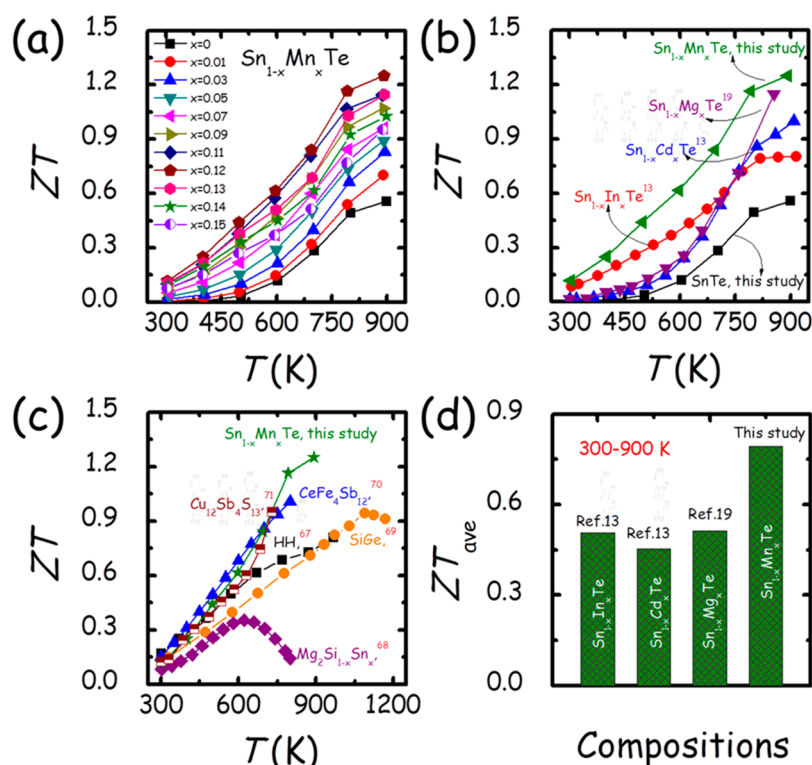 (a)
ZT
1.5
1.2
0.9
0.6
0.3
0.0
x=0
x=0.01
x=0.03
x=0.05
x=0.07
x=0.09
x=0.11
x=0.12
x=0.13
x=0.14
x=0.15
Sn1-xMnxTe
300 450 600 750 900
T(K)
(b)
ZT
1.5
1.2
0.9
0.6
0.3
0.0
Sn1-xMnxTe, this study
Sn1-xMgxTe19
Sn1-xCdxTe13
Sn1-xInxTe13
SnTe, this study
300 400 500 600 700 800 900
T(K)
(c)
ZT
1.5
1.2
0.9
0.6
0.3
0.0
Sn1-xMnxTe, this study
Cu12Sb4S13,71
CeFe4Sb12,70
HH,67
SiGe,69
Mg2Si1-xSnx,68
300 450 600 750 900 1050 1200
T(K)
(d)
ZTave
0.9
0.6
0.3
0.0
300-900 K
This study
Ref.13
Ref.13
Ref.19
Sn1-xInxTe
Sn1-xCdxTe
Sn1-xMgxTe
Sn1-xMnxTe
Compositions